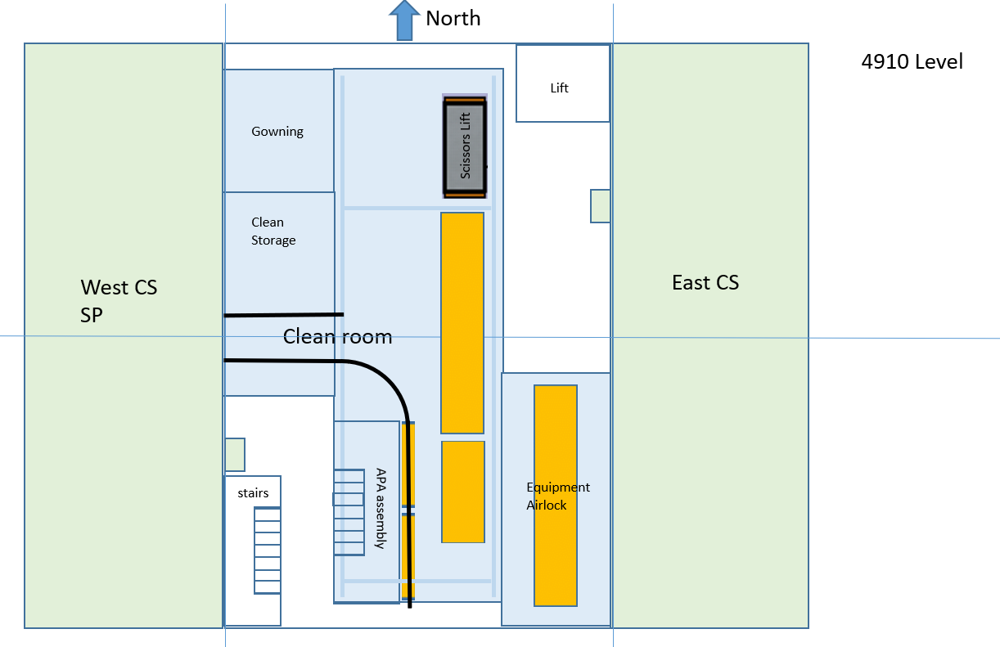 North
4910 Level
Lift
Gowning
Scissors Lift
Clean
Storage
West CS
SP
East CS
Clean room
APA assembly
stairs
Equipment
Airlock